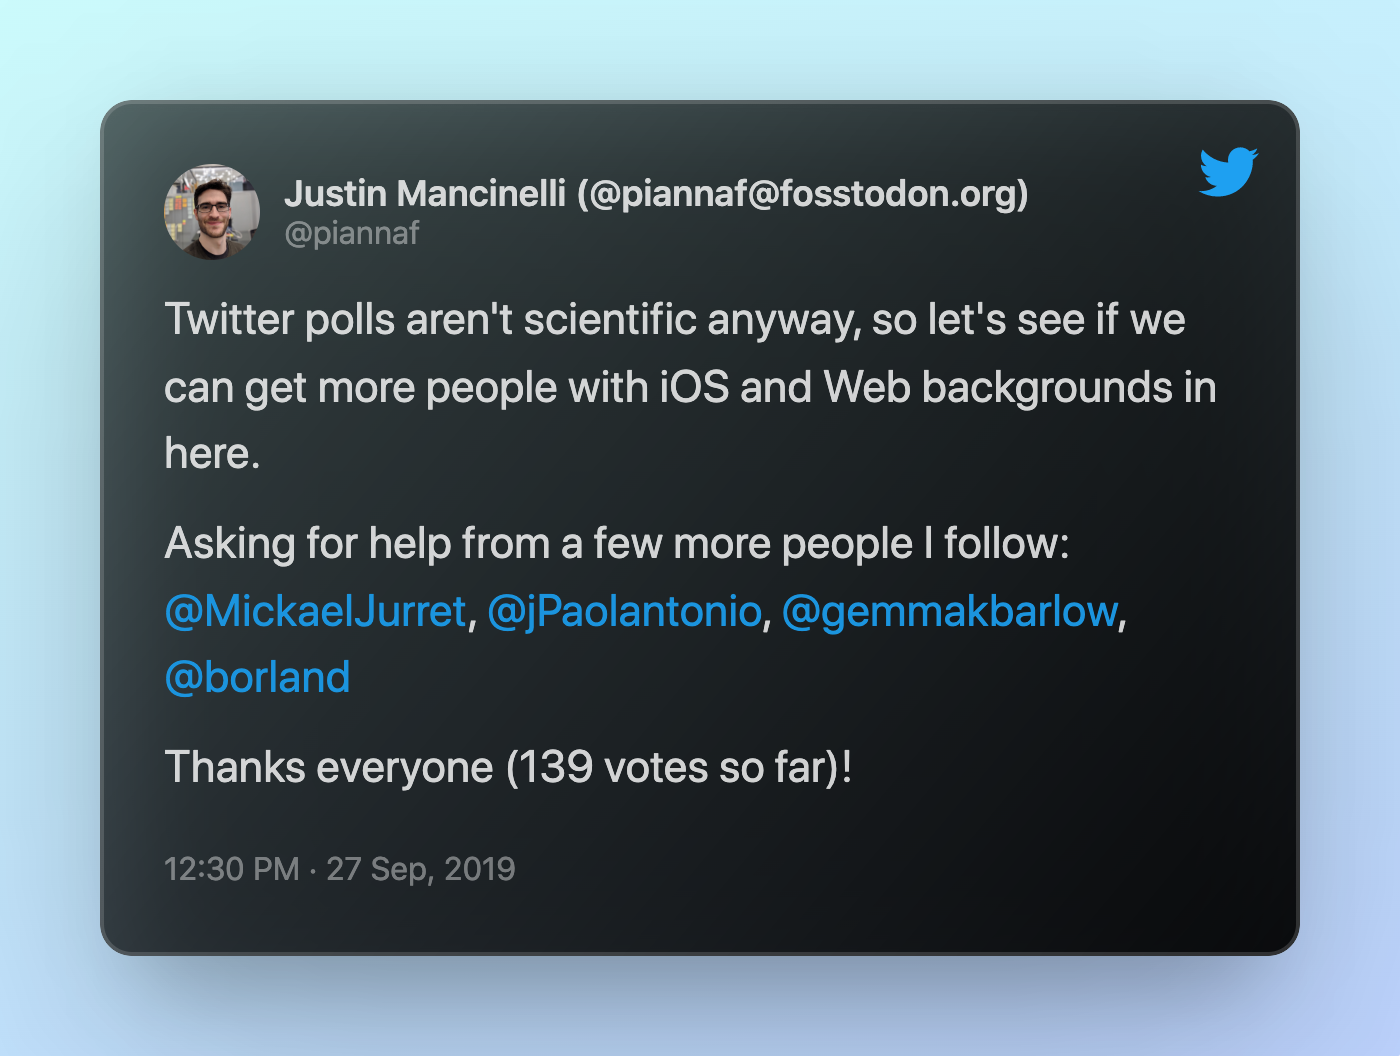 Justin Mancinelli (@piannaf@fosstodon.org)
@piannaf
Twitter polls aren't scientific anyway, so let's see if we
can get more people with iOS and Web backgrounds in
here.
Asking for help from a few more people I follow:
@MickaelJurret, @jPaolantonio, @gemmakbarlow,
@borland
Thanks everyone (139 votes so far)!
12:30 PM · 27 Sep, 2019